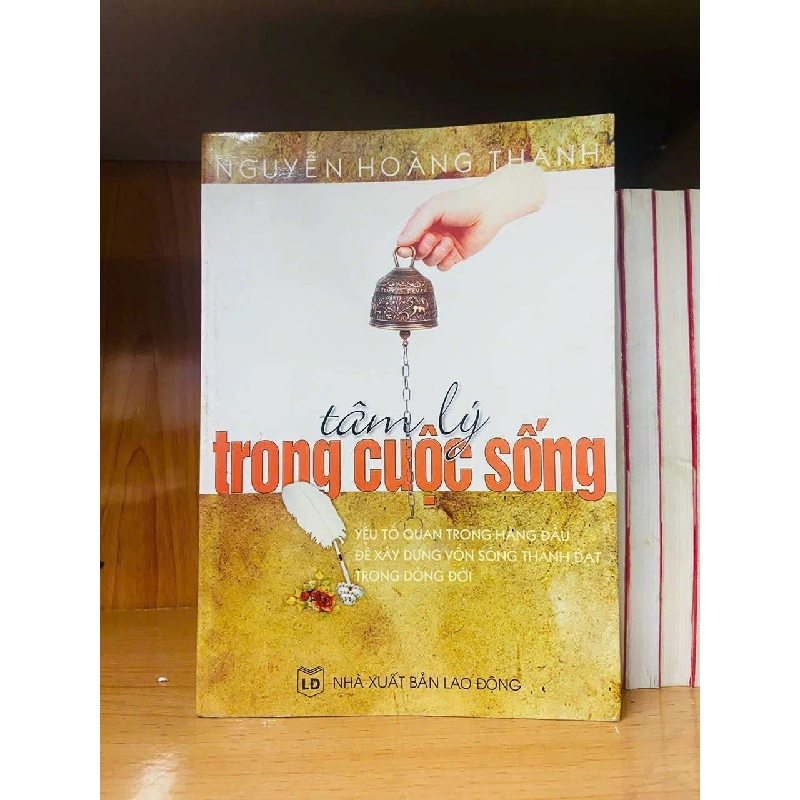 NGUYỄN HOÀNG THANH
tâm lý
trong cuộc sống
YẾU TỐ QUAN TRỌNG HÀNG ĐẦU
ĐỂ XÂY DỰNG VỐN SỐNG THÀNH ĐẠT
TRONG DÒNG ĐỜI
LĐ NHÀ XUẤT BẢN LAO ĐỘNG